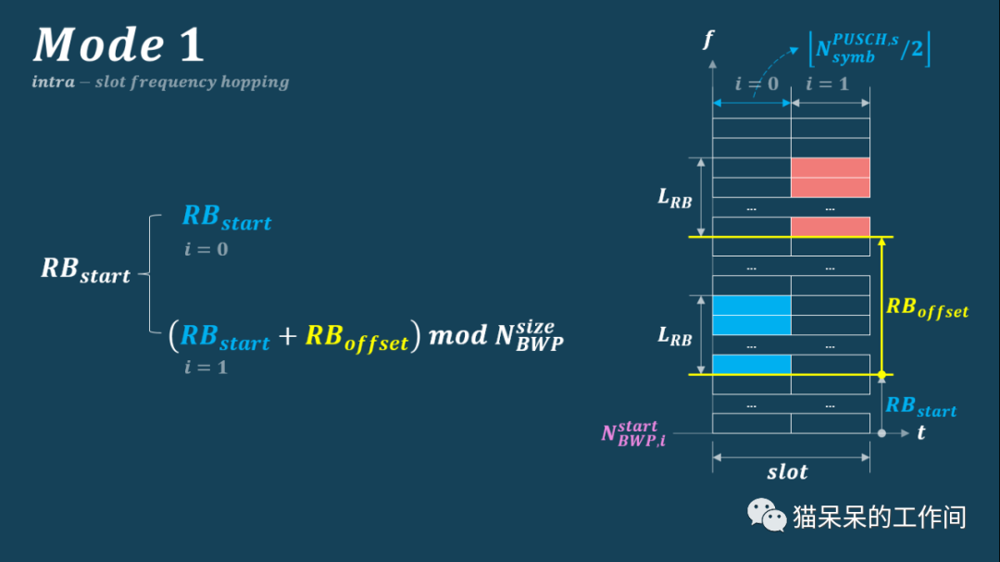 Mode 1
intra – slot frequency hopping
RB_start
RB_start
i = 0
(RB_start + RB_offset) mod N_BWP^size
i = 1
f
⌊N_symb^PUSCH,s/2⌋
i = 0
i = 1
L_RB
... ...
... ...
RB_offset
L_RB
... ...
RB_start
... ...
N_BWP,i^start
t
slot
猫呆呆的工作间